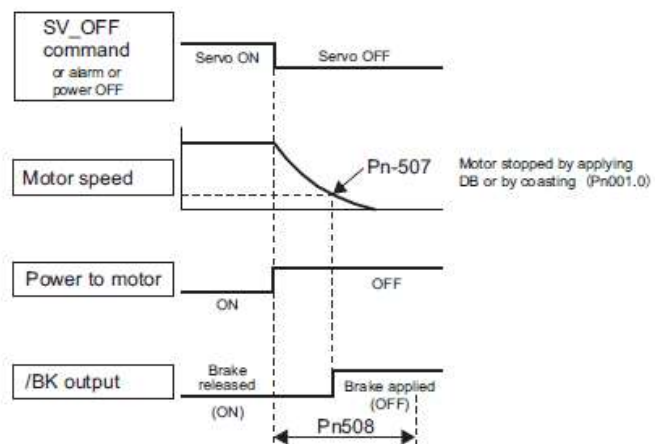 SV_OFF
command
or alarm or
power OFF
Servo ON
Servo OFF
Motor speed
Pn-507
Motor stopped by applying
DB or by coasting (Pn001.0)
Power to motor
ON
OFF
/BK output
Brake
released
(ON)
Brake applied
(OFF)
Pn508